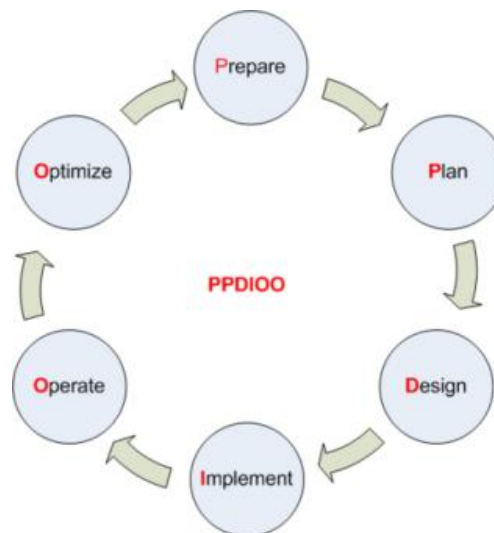 Prepare
Plan
Design
Implement
Operate
Optimize
PPDIOO